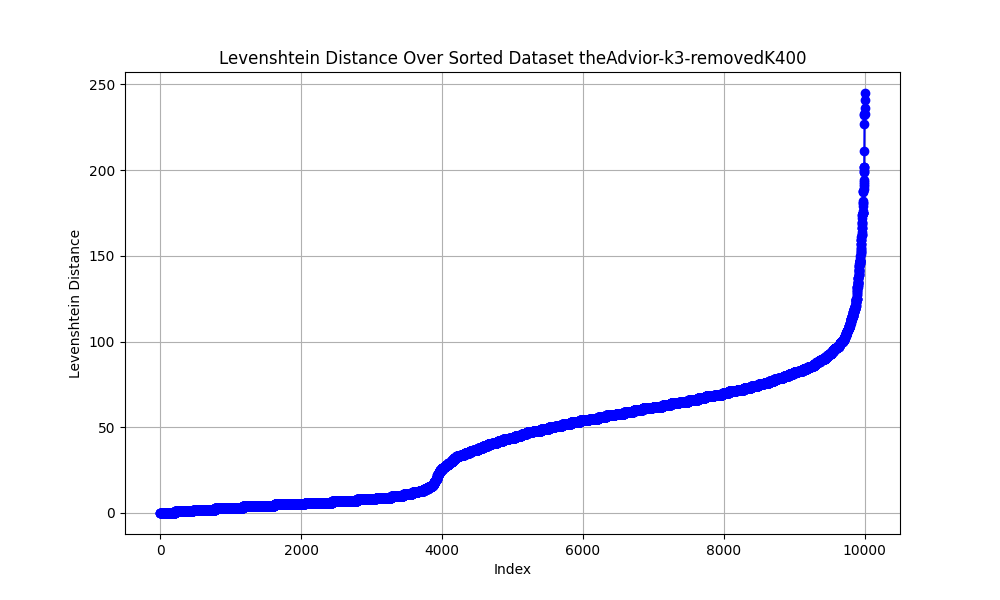 Levenshtein Distance Over Sorted Dataset theAdvior-k3-removedK400
250
200
150
100
50
0
Levenshtein Distance
0 2000 4000 6000 8000 10000
Index